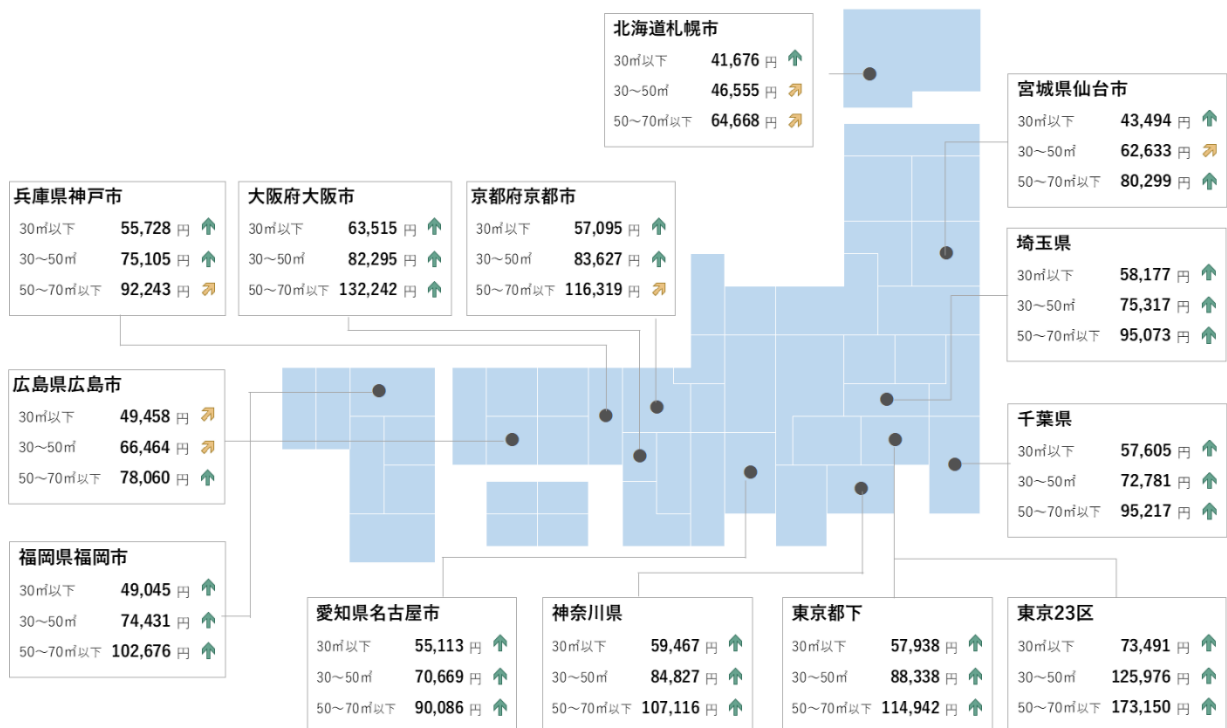 北海道札幌市
30㎡以下 41,676 円
30～50㎡ 46,555 円
50～70㎡以下 64,668 円
宮城県仙台市
30㎡以下 43,494 円
30～50㎡ 62,633 円
50～70㎡以下 80,299 円
兵庫県神戸市
30㎡以下 55,728 円
30～50㎡ 75,105 円
50～70㎡以下 92,243 円
大阪府大阪市
30㎡以下 63,515 円
30～50㎡ 82,295 円
50～70㎡以下 132,242 円
京都府京都市
30㎡以下 57,095 円
30～50㎡ 83,627 円
50～70㎡以下 116,319 円
埼玉県
30㎡以下 58,177 円
30～50㎡ 75,317 円
50～70㎡以下 95,073 円
広島県広島市
30㎡以下 49,458 円
30～50㎡ 66,464 円
50～70㎡以下 78,060 円
千葉県
30㎡以下 57,605 円
30～50㎡ 72,781 円
50～70㎡以下 95,217 円
福岡県福岡市
30㎡以下 49,045 円
30～50㎡ 74,431 円
50～70㎡以下 102,676 円
愛知県名古屋市
30㎡以下 55,113 円
30～50㎡ 70,669 円
50～70㎡以下 90,086 円
神奈川県
30㎡以下 59,467 円
30～50㎡ 84,827 円
50～70㎡以下 107,116 円
東京都下
30㎡以下 57,938 円
30～50㎡ 88,338 円
50～70㎡以下 114,942 円
東京23区
30㎡以下 73,491 円
30～50㎡ 125,976 円
50～70㎡以下 173,150 円